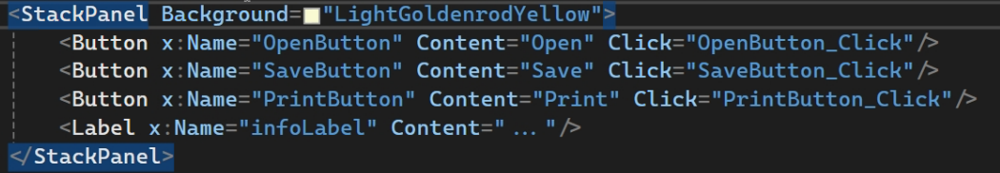 <StackPanel Background="LightGoldenrodYellow">
<Button x:Name="OpenButton" Content="Open" Click="OpenButton_Click"/>
<Button x:Name="SaveButton" Content="Save" Click="SaveButton_Click"/>
<Button x:Name="PrintButton" Content="Print" Click="PrintButton_Click"/>
<Label x:Name="infoLabel" Content="..."/>
</StackPanel>